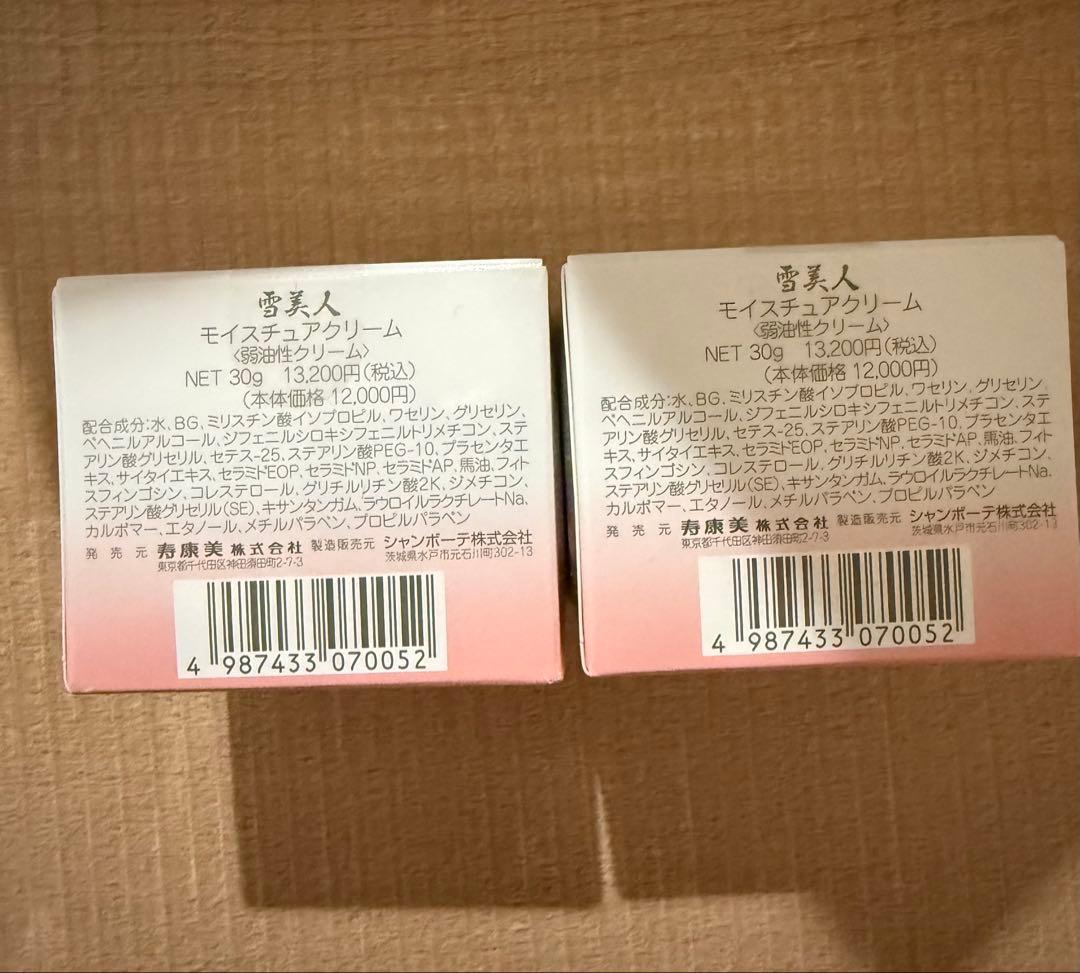 雪美人
モイスチュアクリーム
〈弱油性クリーム〉
NET 30g 13,200円(税込)
(本体価格 12,000円)
配合成分:水、BG、ミリスチン酸イソプロピル、ワセリン、グリセリン、
ベヘニルアルコール、ジフェニルシロキシフェニルトリメチコン、ステ
アリン酸グリセリル、セテス-25、ステアリン酸PEG-10、プラセンタエ
キス、サイタイエキス、セラミドEOP、セラミドNP、セラミドAP、馬油、フィト
スフィンゴシン、コレステロール、グリチルリチン酸2K、ジメチコン、
ステアリン酸グリセリル(SE)、キサンタンガム、ラウロイルラクチレートNa、
カルボマー、エタノール、メチルパラベン、プロピルパラベン
発売元 寿康美株式会社 製造販売元 シャンボーテ株式会社
東京都千代田区神田須田町2-7-3 茨城県水戸市元石川町302-13
4 987433 070052
雪美人
モイスチュアクリーム
〈弱油性クリーム〉
NET 30g 13,200円(税込)
(本体価格 12,000円)
配合成分:水、BG、ミリスチン酸イソプロピル、ワセリン、グリセリン、
ベヘニルアルコール、ジフェニルシロキシフェニルトリメチコン、ステ
アリン酸グリセリル、セテス-25、ステアリン酸PEG-10、プラセンタエ
キス、サイタイエキス、セラミドEOP、セラミドNP、セラミドAP、馬油、フィト
スフィンゴシン、コレステロール、グリチルリチン酸2K、ジメチコン、
ステアリン酸グリセリル(SE)、キサンタンガム、ラウロイルラクチレートNa、
カルボマー、エタノール、メチルパラベン、プロピルパラベン
発売元 寿康美株式会社 製造販売元 シャンボーテ株式会社
東京都千代田区神田須田町2-7-3 茨城県水戸市元石川町302-13
4 987433 070052